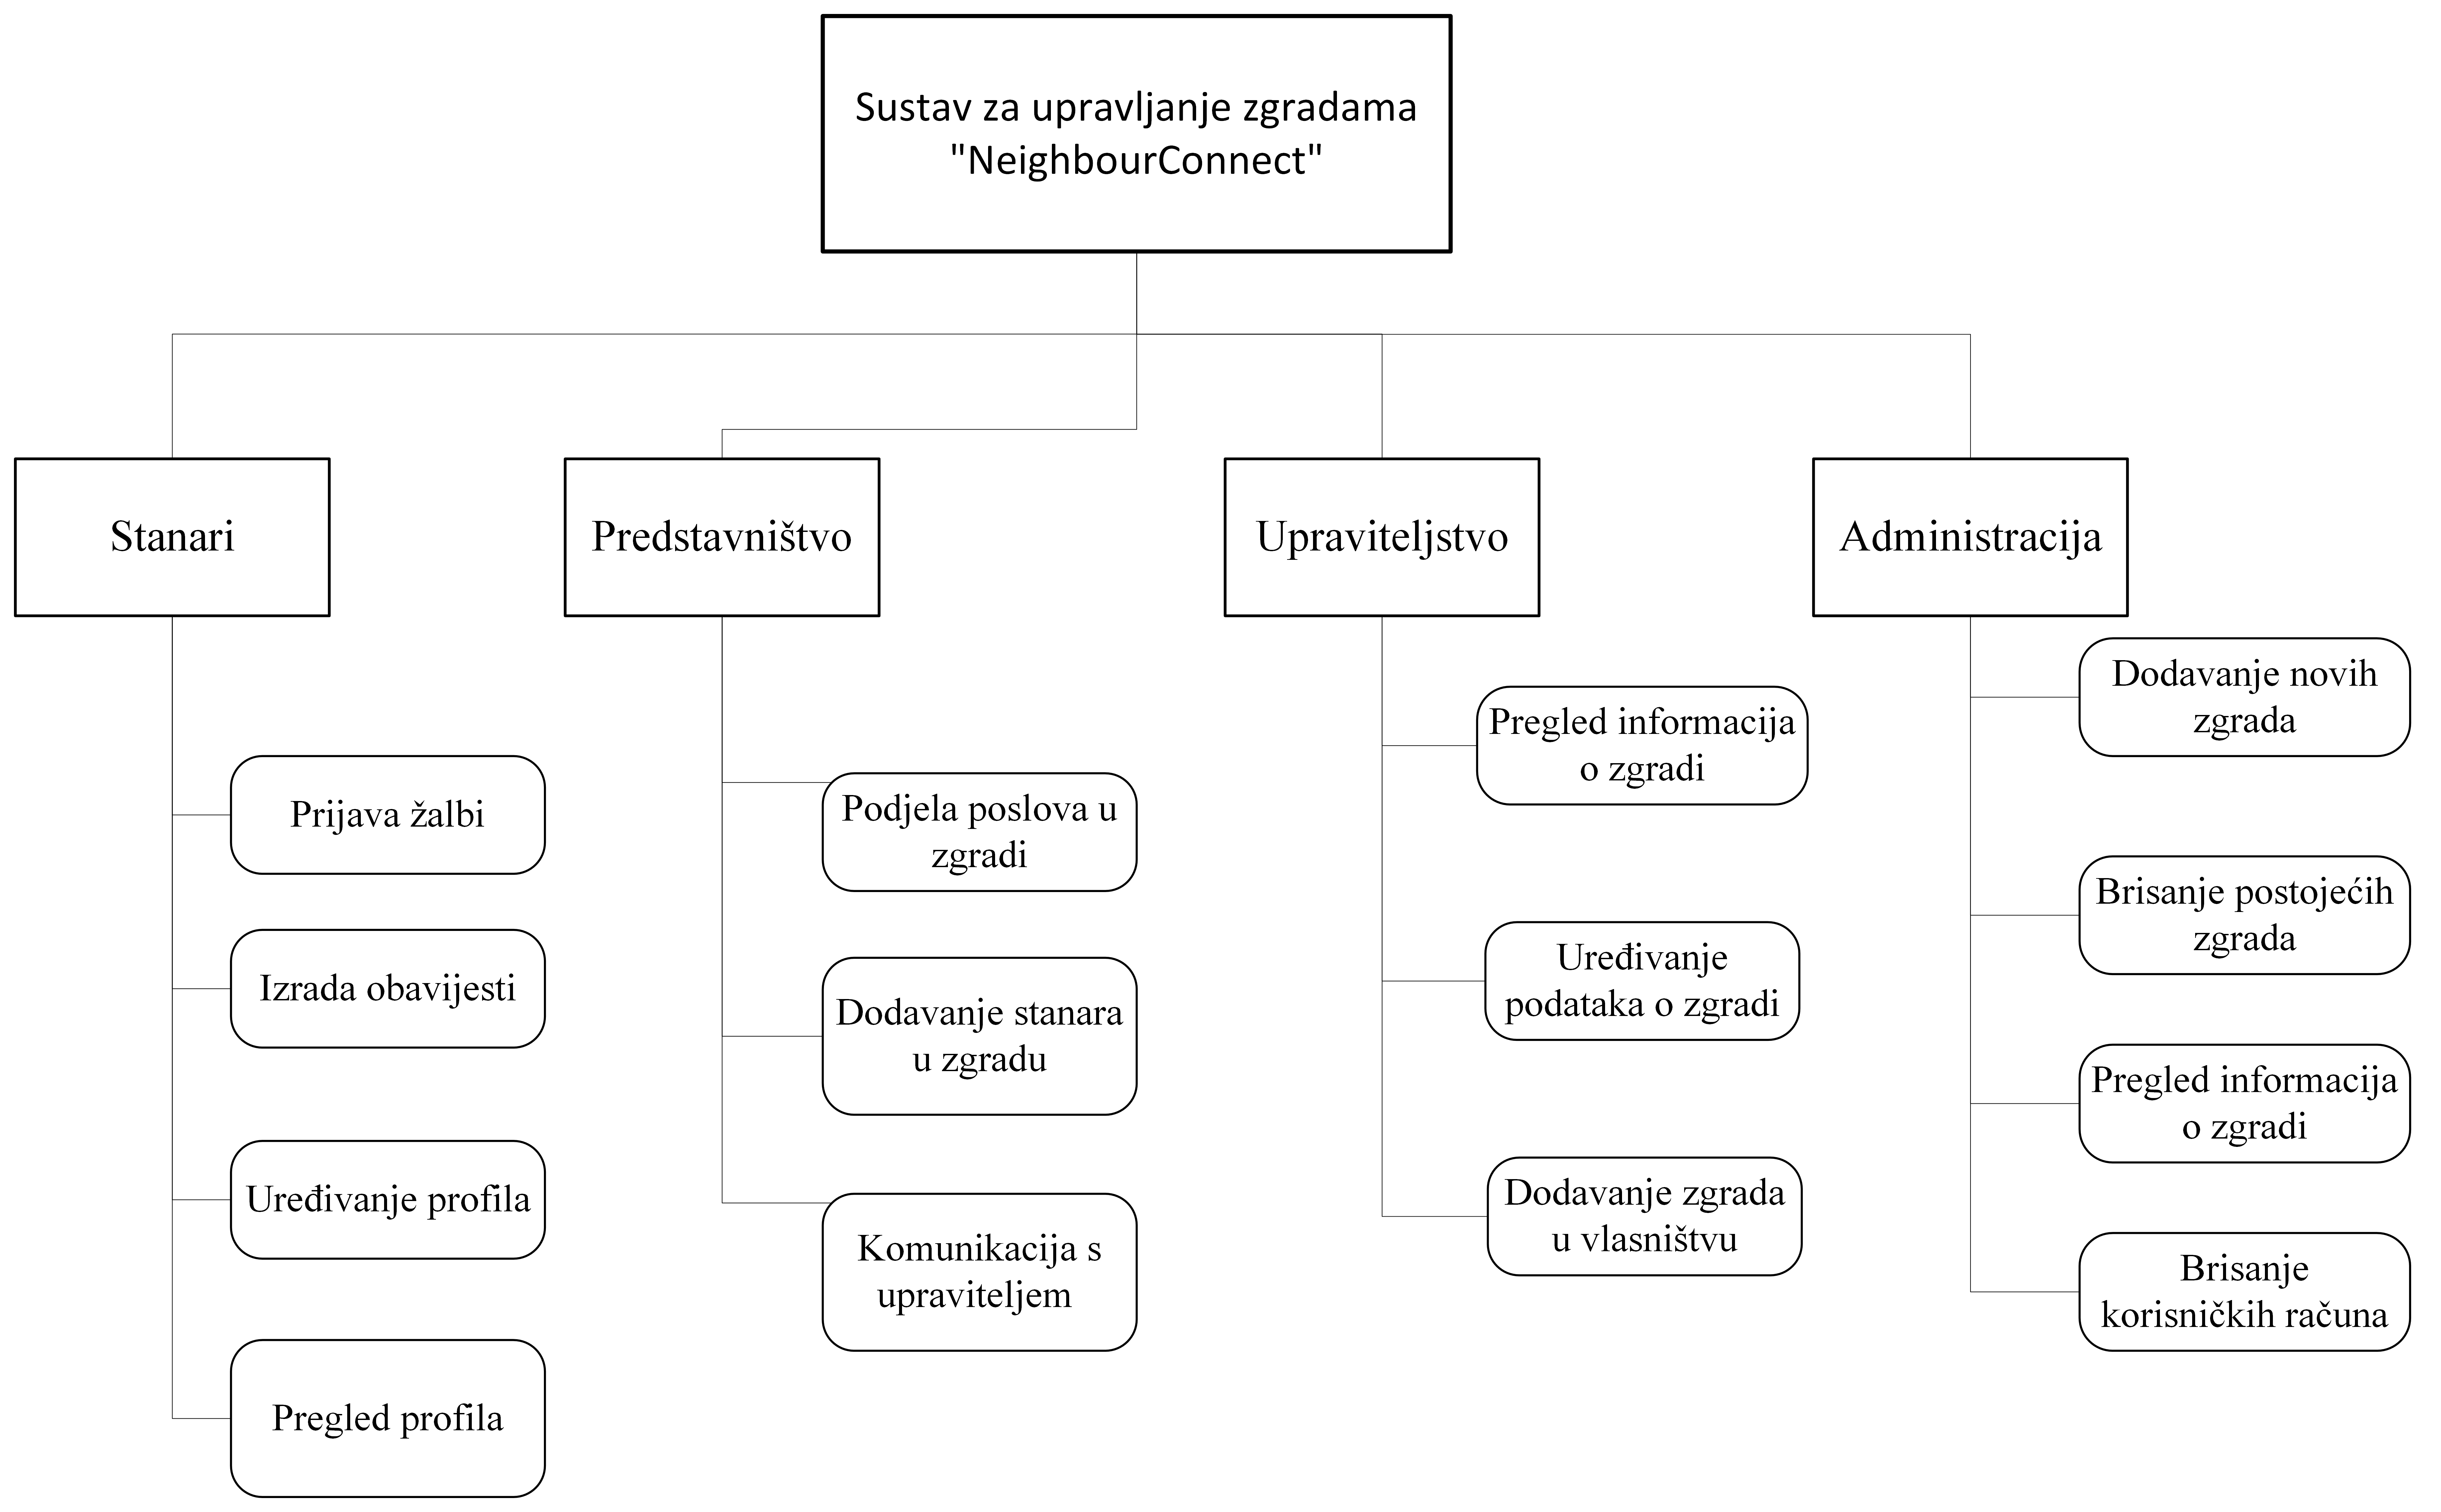 Sustav za upravljanje zgradama
"NeighbourConnect"
Stanari
Predstavništvo
Upraviteljstvo
Administracija
Prijava žalbi
Izrada obavijesti
Uređivanje profila
Pregled profila
Podjela poslova u
zgradi
Dodavanje stanara
u zgradu
Komunikacija s
upraviteljem
Pregled informacija
o zgradi
Uređivanje
podataka o zgradi
Dodavanje zgrada
u vlasništvu
Dodavanje novih
zgrada
Brisanje postojećih
zgrada
Pregled informacija
o zgradi
Brisanje
korisničkih računa